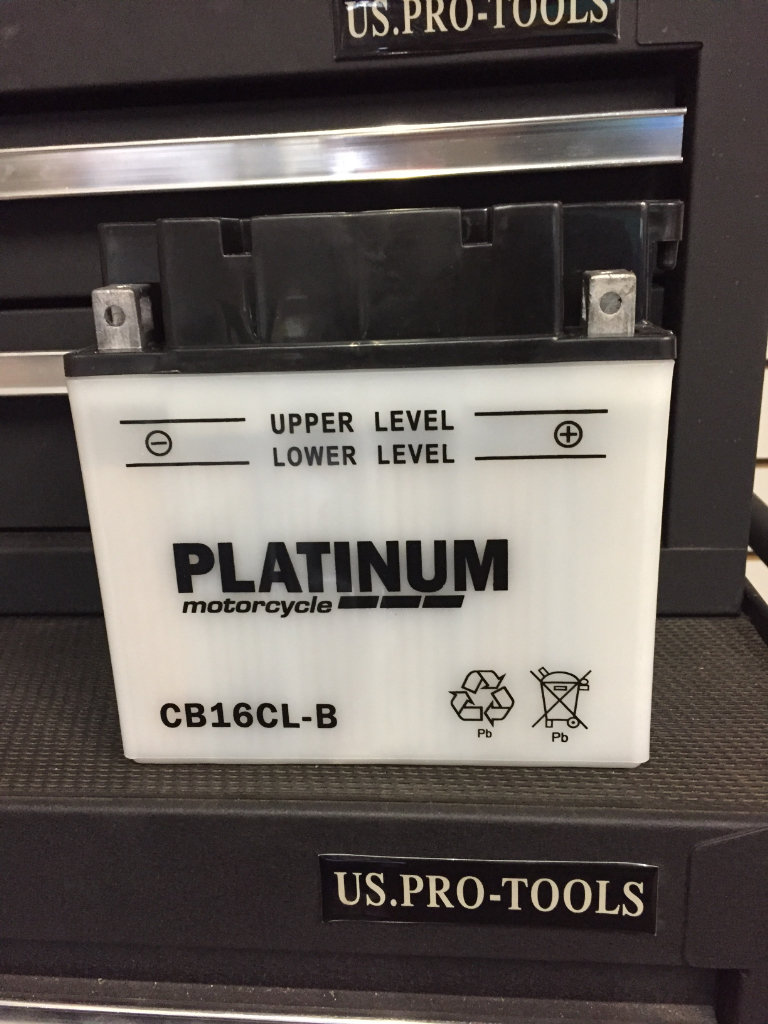 US.PRO-TOOLS
UPPER LEVEL
LOWER LEVEL
PLATINUM
motorcycle
CB16CL-B
Pb
Pb
US.PRO-TOOLS